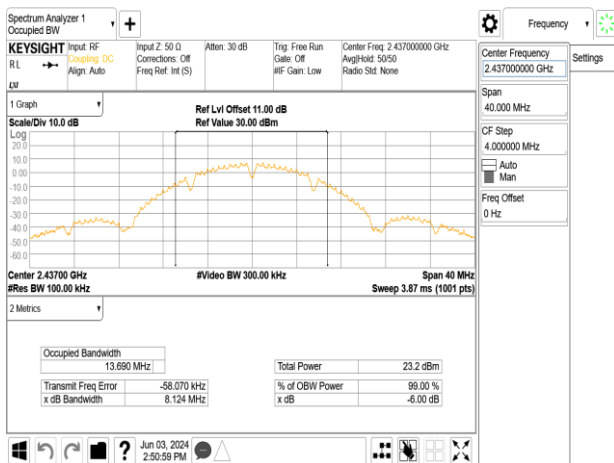 Spectrum Analyzer 1
Occupied BW
Frequency
KEYSIGHT
RL
LXI
Input: RF
Coupling: DC
Align: Auto
Input Z: 50 Ω
Corrections: Off
Freq Ref: Int (S)
Atten: 30 dB
Trig: Free Run
Gate: Off
#IF Gain: Low
Center Freq: 2.437000000 GHz
Avg|Hold: 50/50
Radio Std: None
Center Frequency
2.437000000 GHz
Settings
Span
40.000 MHz
CF Step
4.000000 MHz
Auto
Man
Freq Offset
0 Hz
1 Graph
Scale/Div 10.0 dB
Ref Lvl Offset 11.00 dB
Ref Value 30.00 dBm
Log
20.0
10.0
0.00
-10.0
-20.0
-30.0
-40.0
-50.0
-60.0
Center 2.43700 GHz
#Res BW 100.00 kHz
#Video BW 300.00 kHz
Span 40 MHz
Sweep 3.87 ms (1001 pts)
2 Metrics
Occupied Bandwidth
13.690 MHz
Total Power 23.2 dBm
Transmit Freq Error -58.070 kHz
% of OBW Power 99.00 %
x dB Bandwidth 8.124 MHz
x dB -6.00 dB
?
Jun 03, 2024
2:50:59 PM